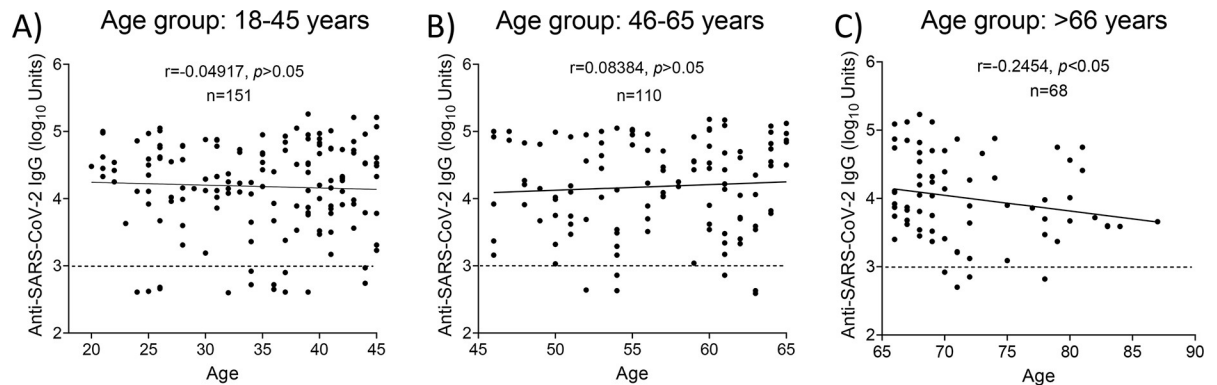 A) Age group: 18-45 years
r=-0.04917, p>0.05
n=151
Anti-SARS-CoV-2 IgG (log10 Units)
6
5
4
3
2
20 25 30 35 40 45
Age
B) Age group: 46-65 years
r=0.08384, p>0.05
n=110
Anti-SARS-CoV-2 IgG (log10 Units)
6
5
4
3
2
45 50 55 60 65
Age
C) Age group: >66 years
r=-0.2454, p<0.05
n=68
Anti-SARS-CoV-2 IgG (log10 Units)
6
5
4
3
2
65 70 75 80 85 90
Age